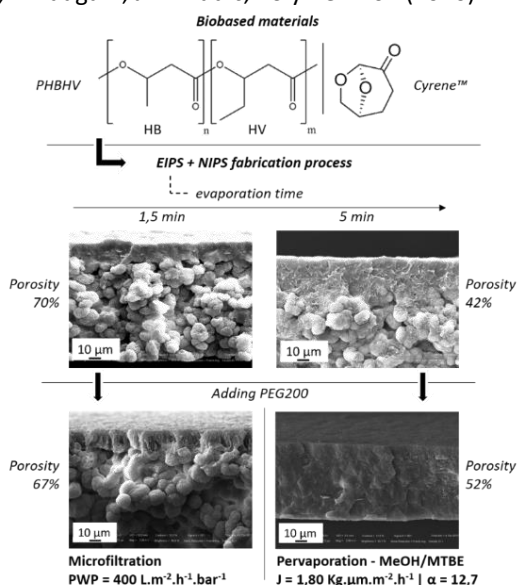 Biobased materials
PHBHV
O
O
O
O
HB
n
HV
m
O
O
O
Cyrene™
EIPS + NIPS fabrication process
evaporation time
1,5 min
5 min
Porosity
70%
10 µm
10 µm
Porosity
42%
Adding PEG200
Porosity
67%
10 µm
10 µm
Porosity
52%
Microfiltration
PWP = 400 L.m⁻².h⁻¹.bar⁻¹
Pervaporation - MeOH/MTBE
J = 1,80 Kg.µm.m⁻².h⁻¹ | α = 12,7